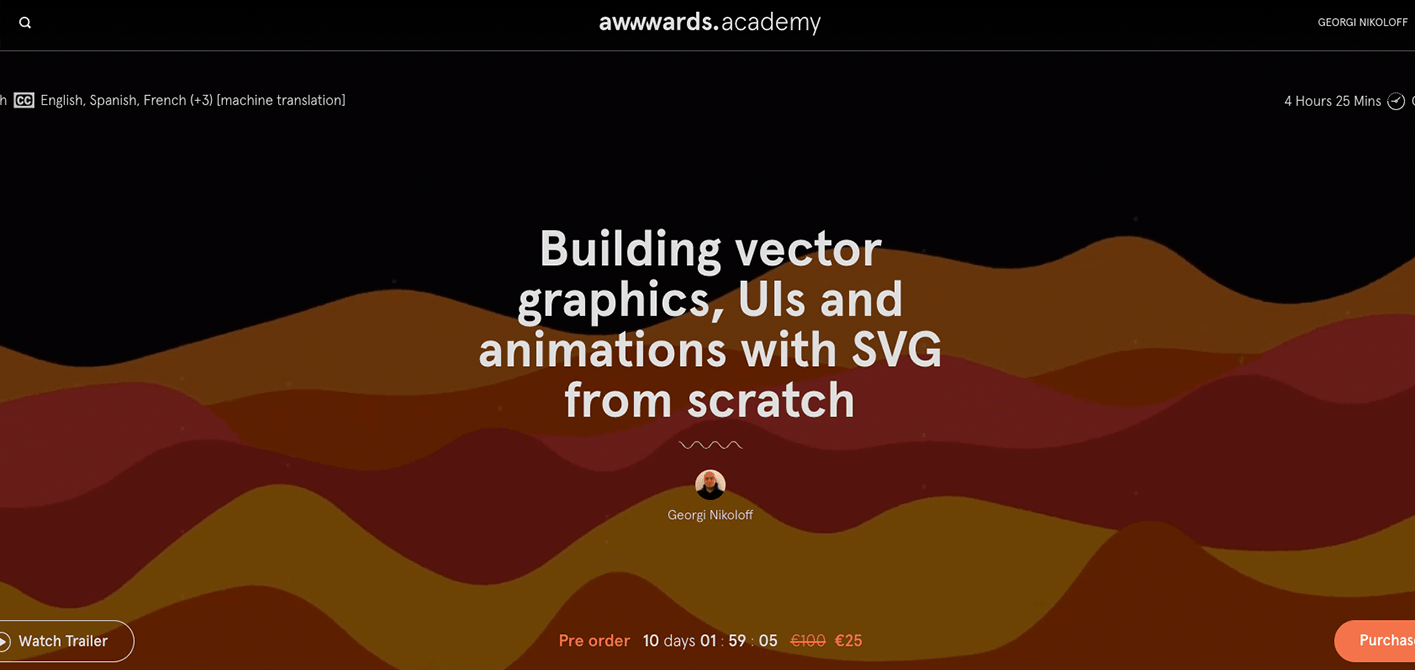 awwwards.academy
GEORGI NIKOLOFF
CC English, Spanish, French (+3) [machine translation]
4 Hours 25 Mins
Building vector
graphics, UIs and
animations with SVG
from scratch
Georgi Nikoloff
Watch Trailer
Pre order 10 days 01 : 59 : 05 €100 €25
Purchas